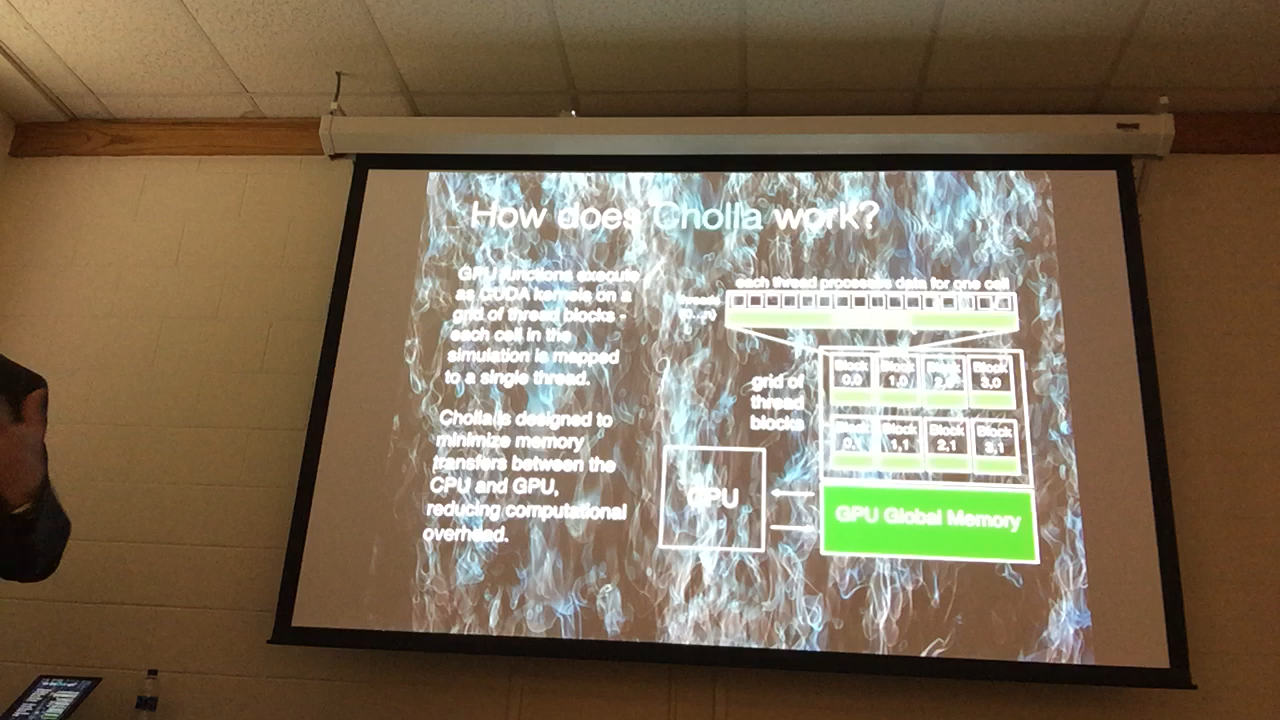 How does Cholla work?
GPU functions execute
as CUDA kernels on a
grid of thread blocks -
each cell in the
simulation is mapped
to a single thread.
Cholla is designed to
minimize memory
transfers between the
CPU and GPU,
reducing computational
overhead.
each thread processes data for one cell
grid of
thread
blocks
Block Block Block Block
0,0 1,0 2,0 3,0
Block Block Block Block
0, 1,1 2,1 3,1
CPU
GPU Global Memory